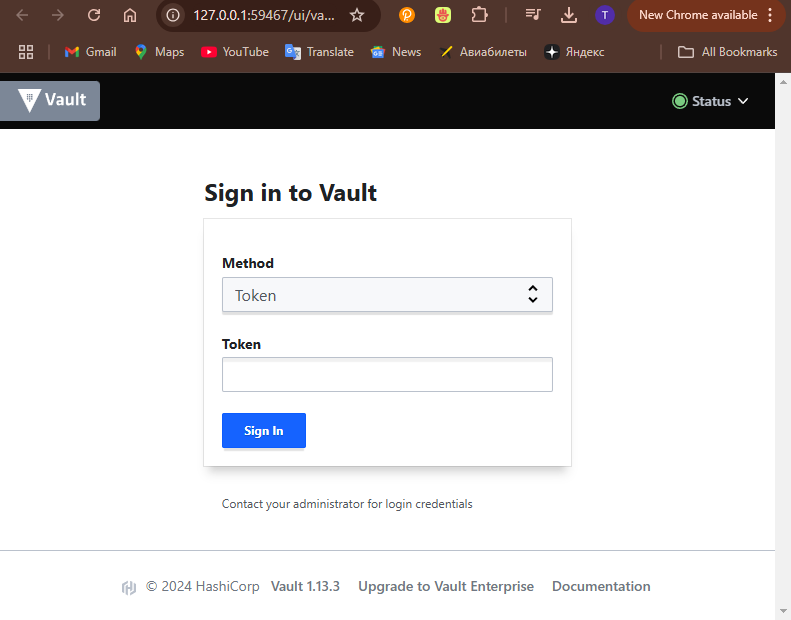 127.0.0.1:59467/ui/va...
T
New Chrome available
Gmail
Maps
YouTube
Translate
News
Авиабилеты
Яндекс
All Bookmarks
Vault
Status
Sign in to Vault
Method
Token
Token
Sign In
Contact your administrator for login credentials
© 2024 HashiCorp Vault 1.13.3 Upgrade to Vault Enterprise Documentation